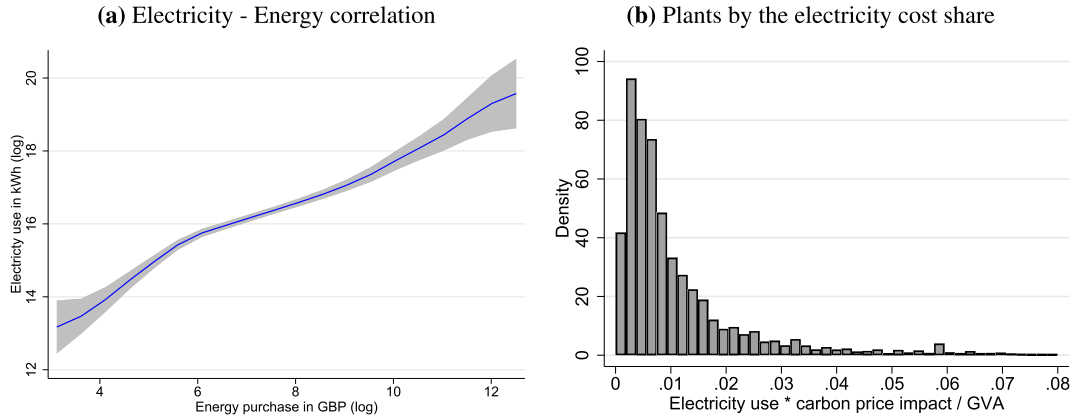 (a) Electricity - Energy correlation
20
18
16
14
12
Electricty use in kWh (log)
4 6 8 10 12
Energy purchase in GBP (log)
(b) Plants by the electricity cost share
100
80
60
40
20
0
Density
0 .01 .02 .03 .04 .05 .06 .07 .08
Electricity use * carbon price impact / GVA